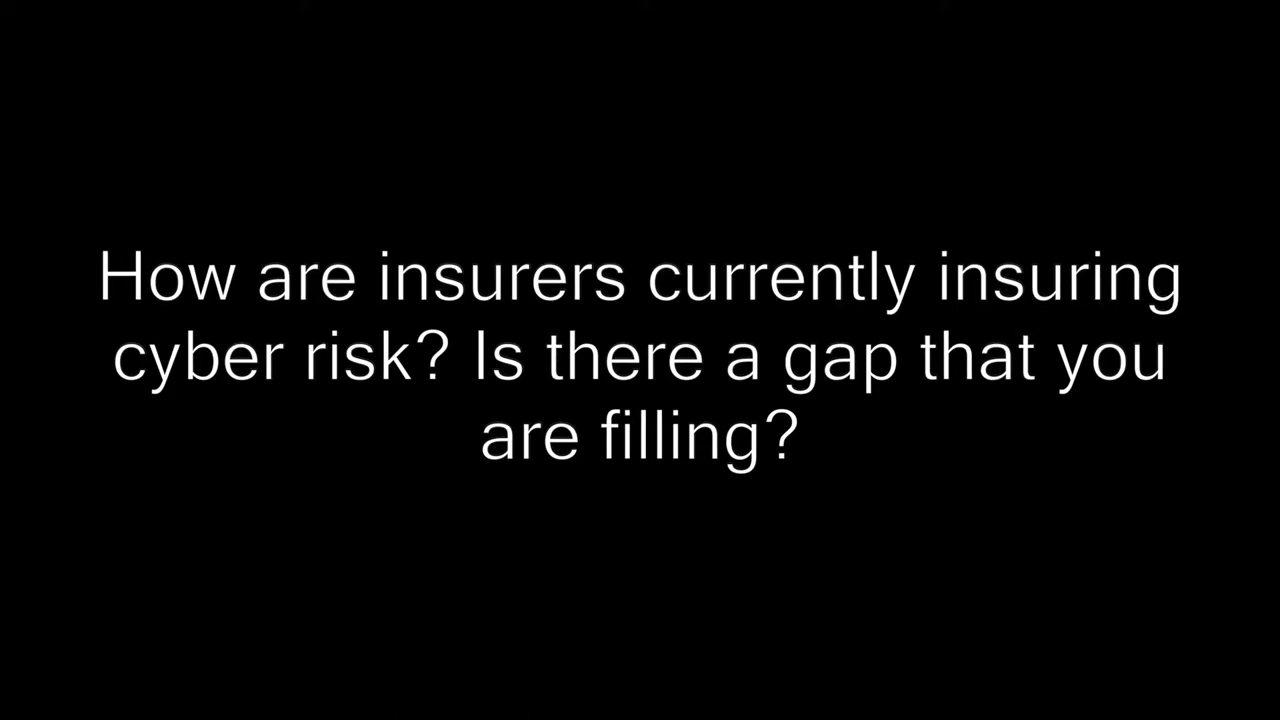 How are insurers currently insuring
cyber risk? Is there a gap that you
are filling?